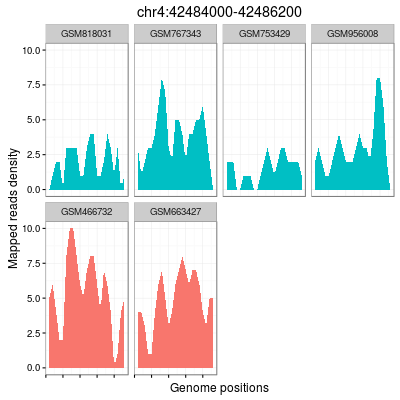 chr4:42484000-42486200
GSM818031 GSM767343 GSM753429 GSM956008
10.0
7.5
5.0
2.5
0.0
GSM466732 GSM663427
10.0
7.5
5.0
2.5
0.0
Mapped reads density
Genome positions